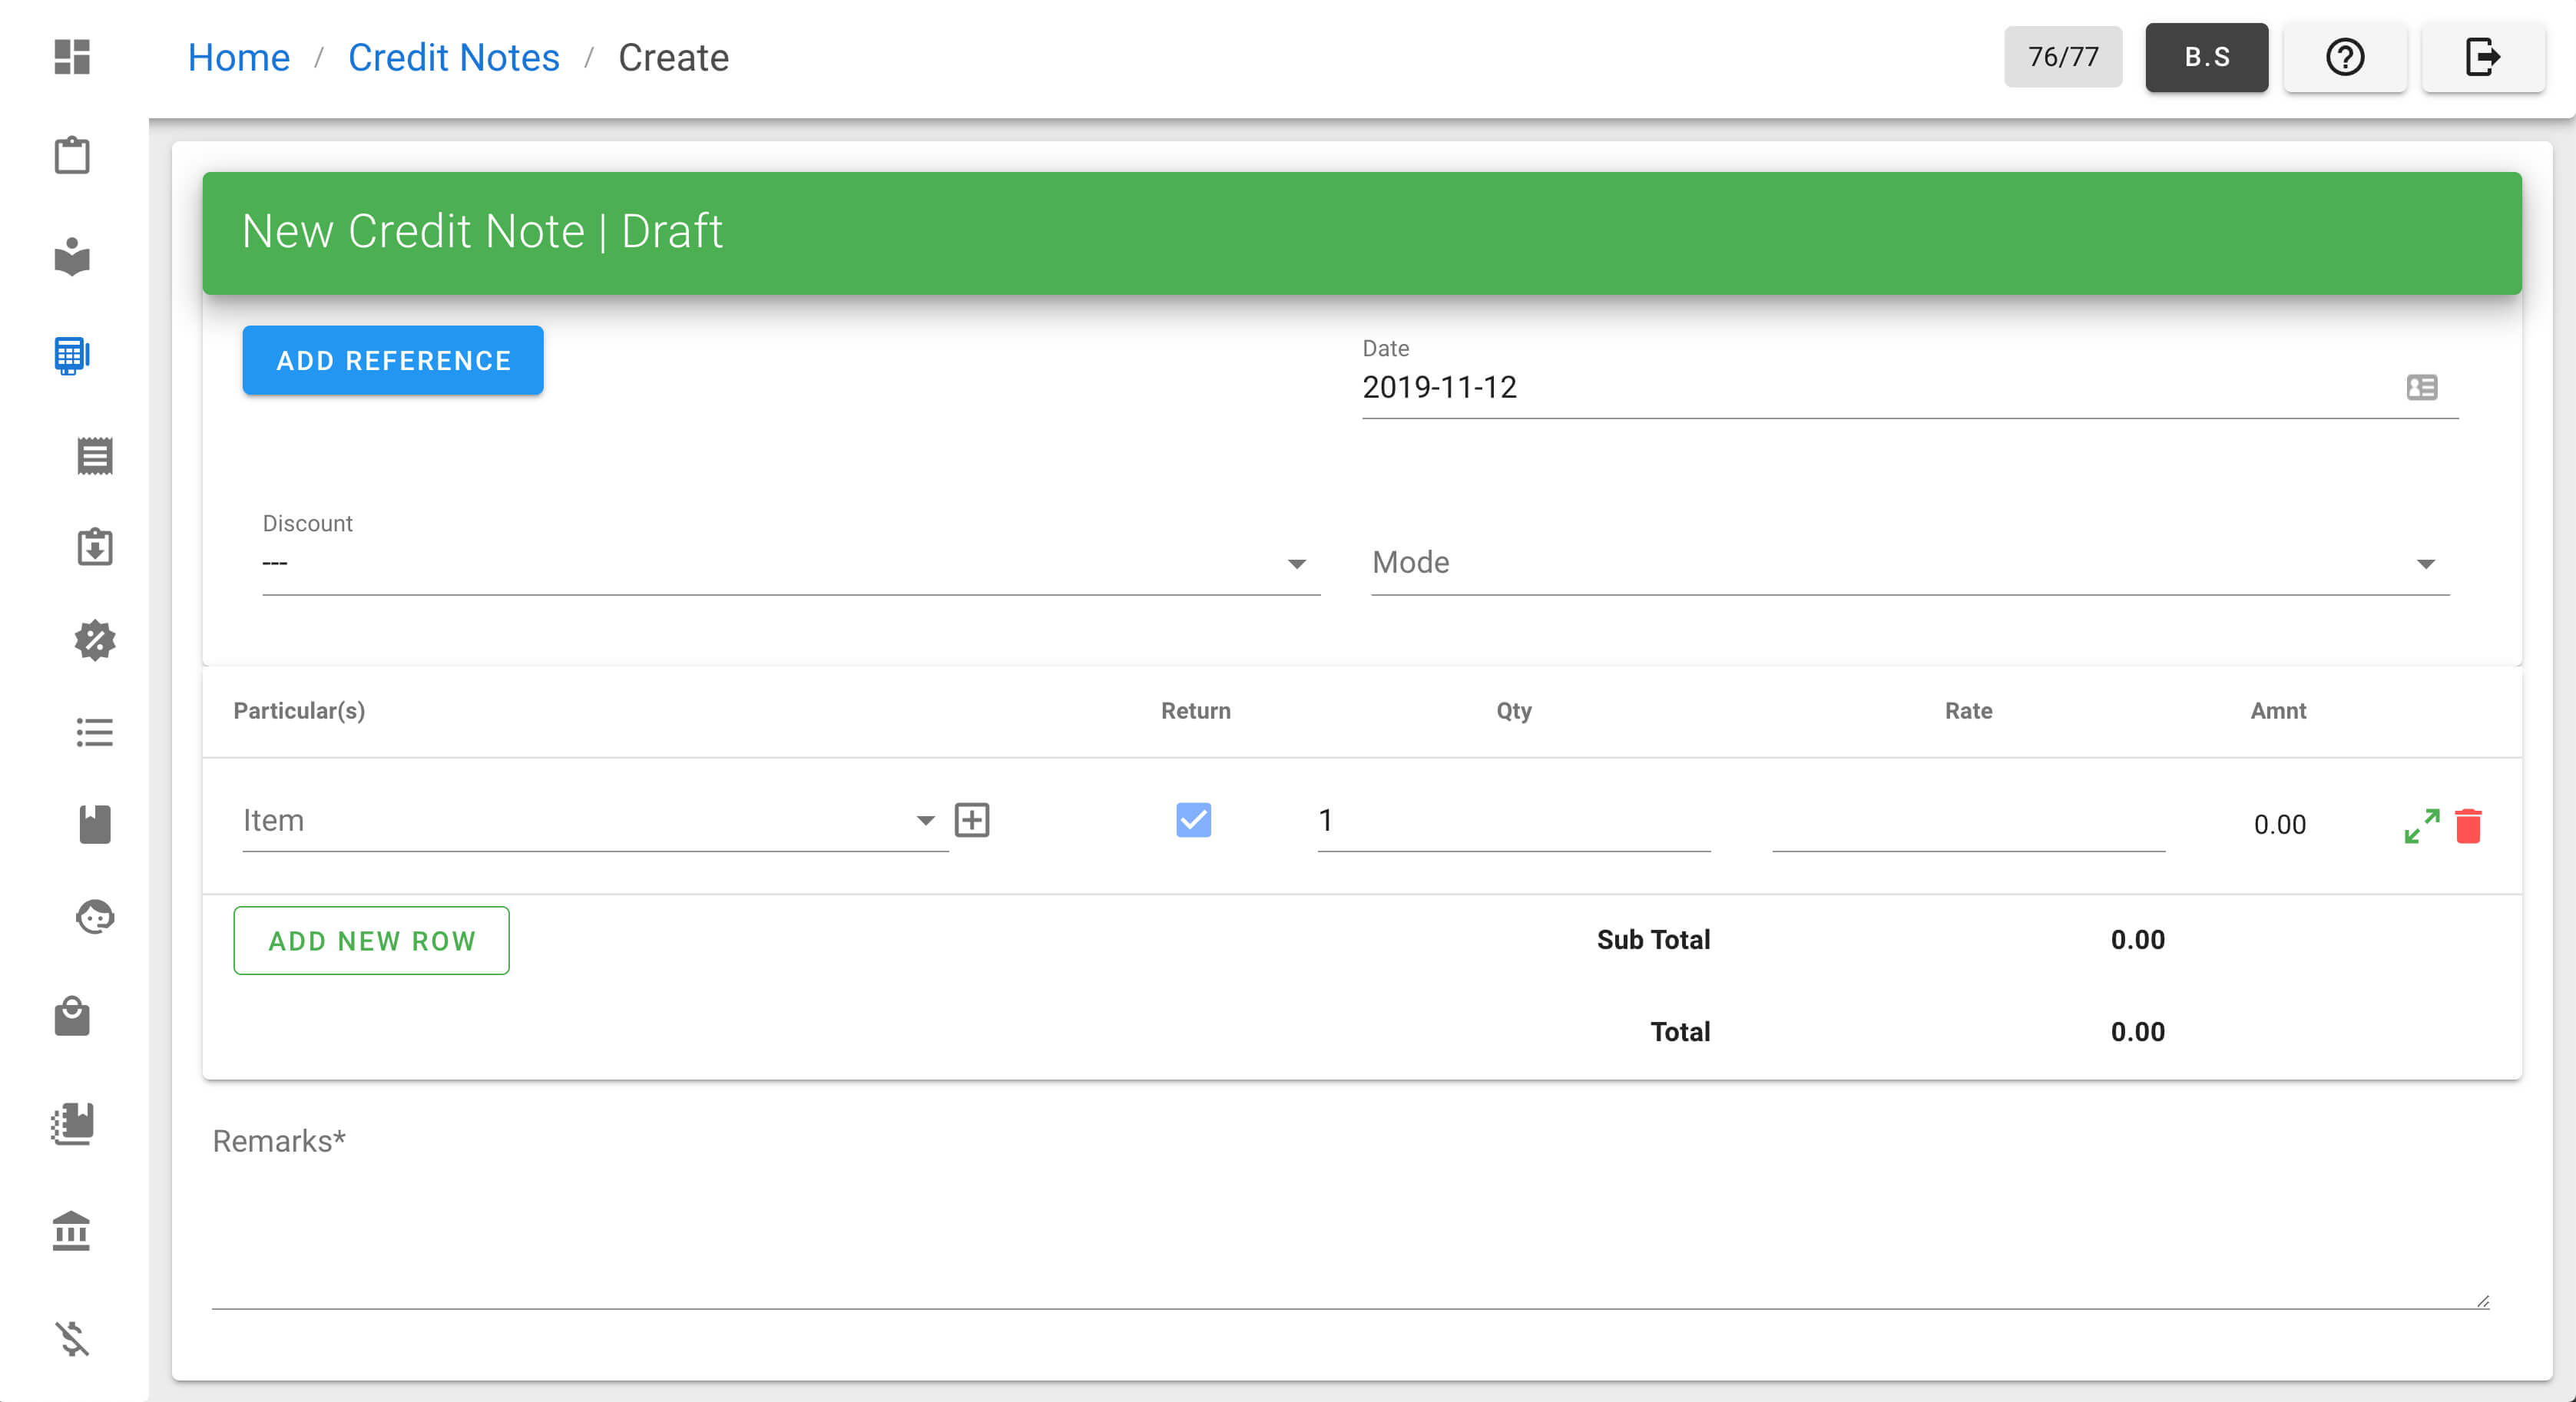 Home / Credit Notes / Create
76/77
B.S
New Credit Note | Draft
ADD REFERENCE
Date
2019-11-12
Discount
---
Mode
Particular(s) Return Qty Rate Amnt
Item 1 0.00
ADD NEW ROW
Sub Total 0.00
Total 0.00
Remarks*